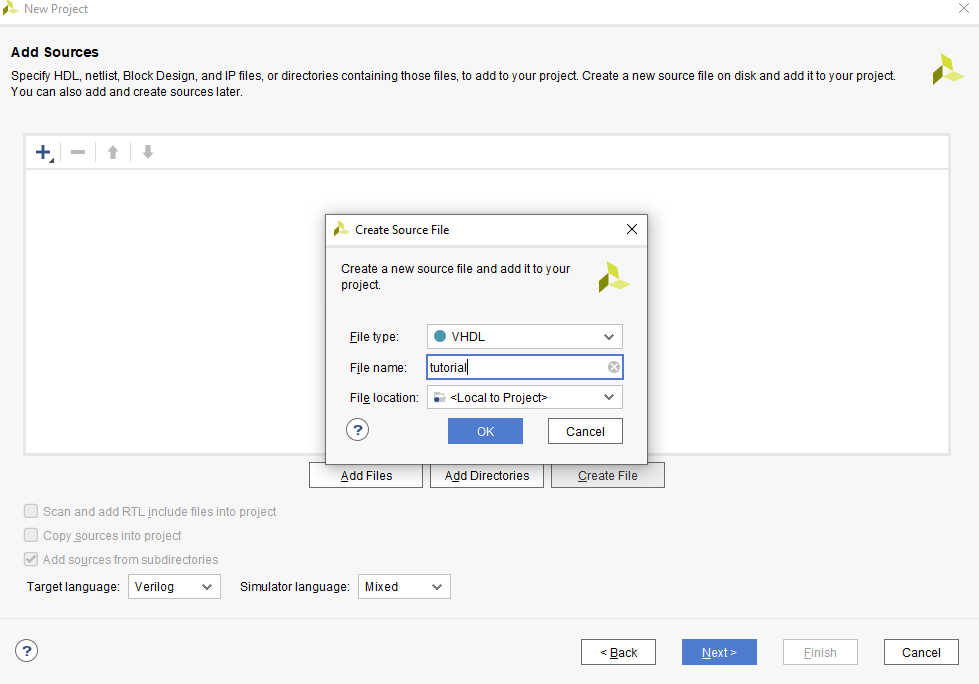 New Project
Add Sources
Specify HDL, netlist, Block Design, and IP files, or directories containing those files, to add to your project. Create a new source file on disk and add it to your project.
You can also add and create sources later.
Create Source File
Create a new source file and add it to your
project.
File type: VHDL
File name: tutorial
File location: <Local to Project>
? OK Cancel
Add Files Add Directories Create File
Scan and add RTL include files into project
Copy sources into project
Add sources from subdirectories
Target language: Verilog Simulator language: Mixed
? < Back Next > Finish Cancel